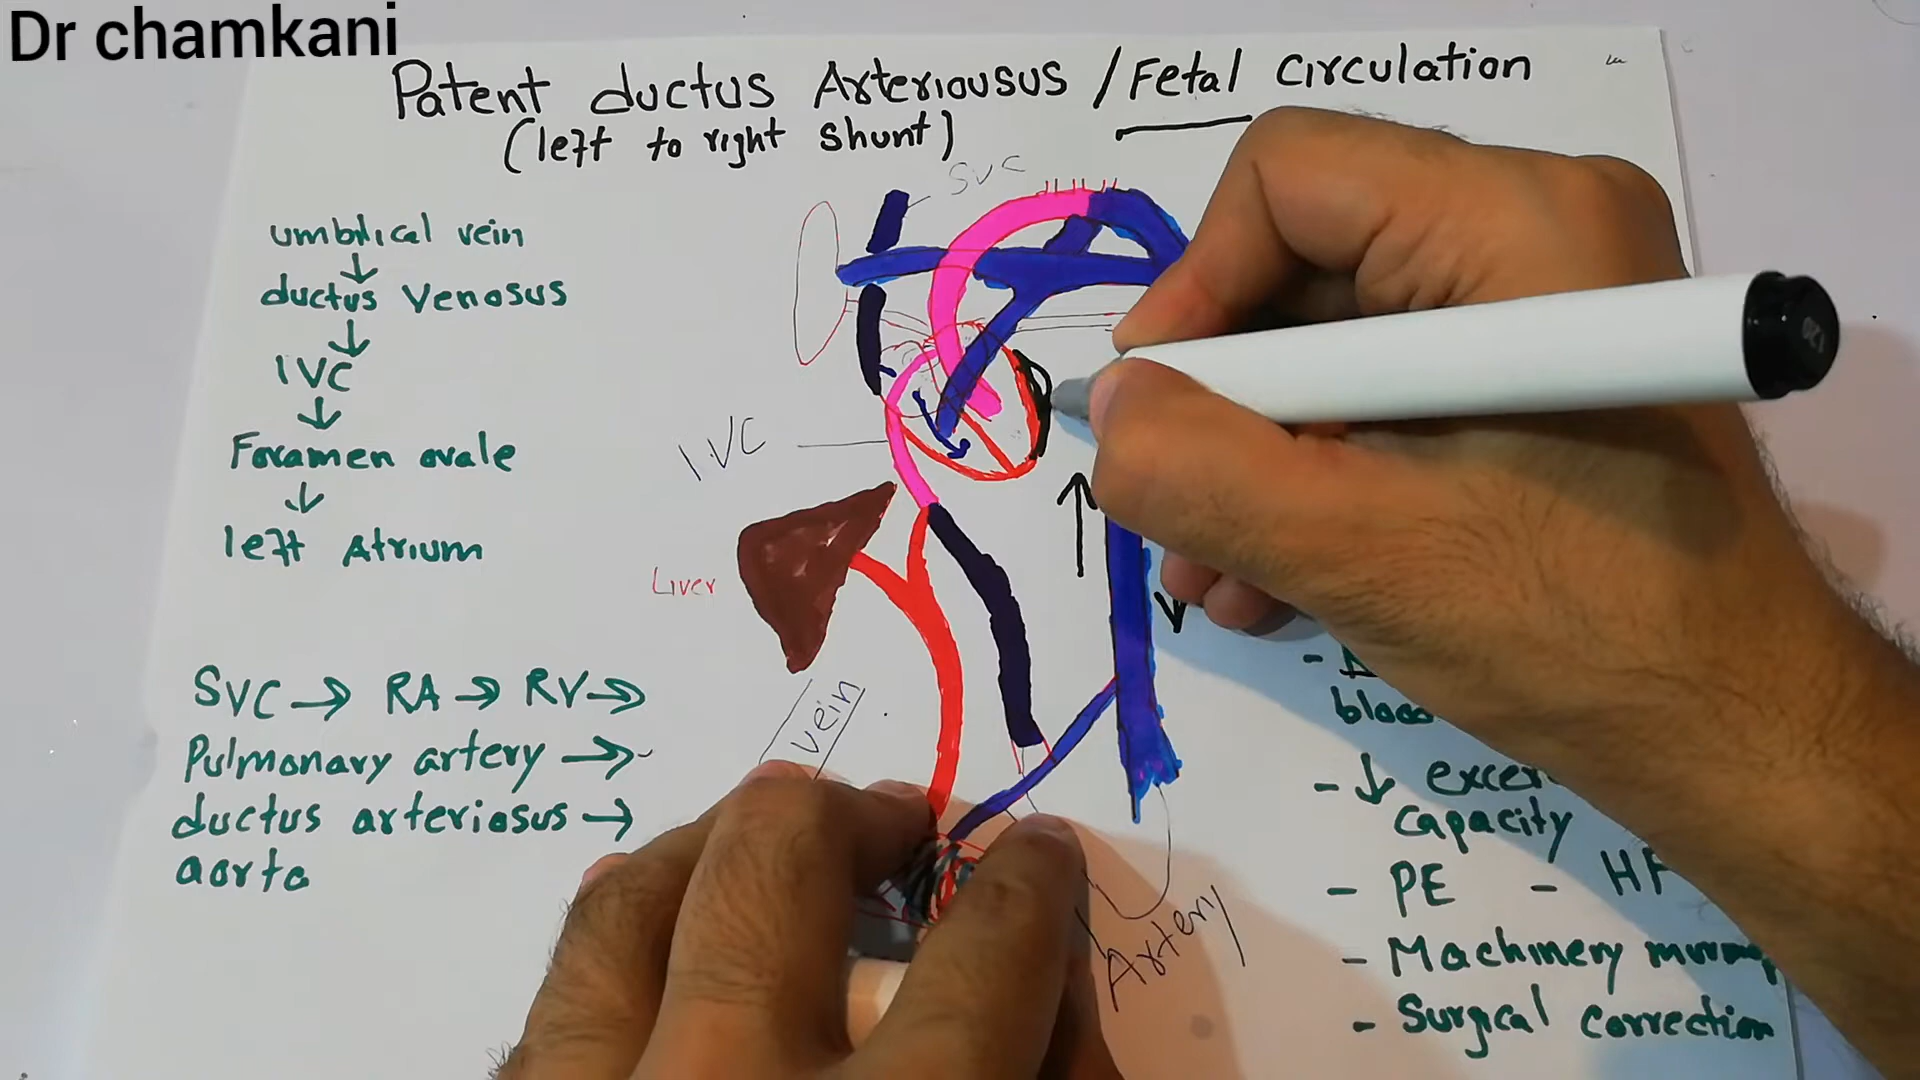 Dr chamkani
Patent ductus Arteriousus / Fetal Circulation
(left to right shunt)
SVC
umbilical vein
↓
ductus Venosus
↓
IVC
↓
Foramen ovale
↓
left Atrium
IVC
Liver
vein
SVC → RA → RV →
Pulmonary artery →
ductus arteriosus →
aorta
Artery
blood
- ↓
capacity
- PE - HF
- Machinery
- Surgical correction
120